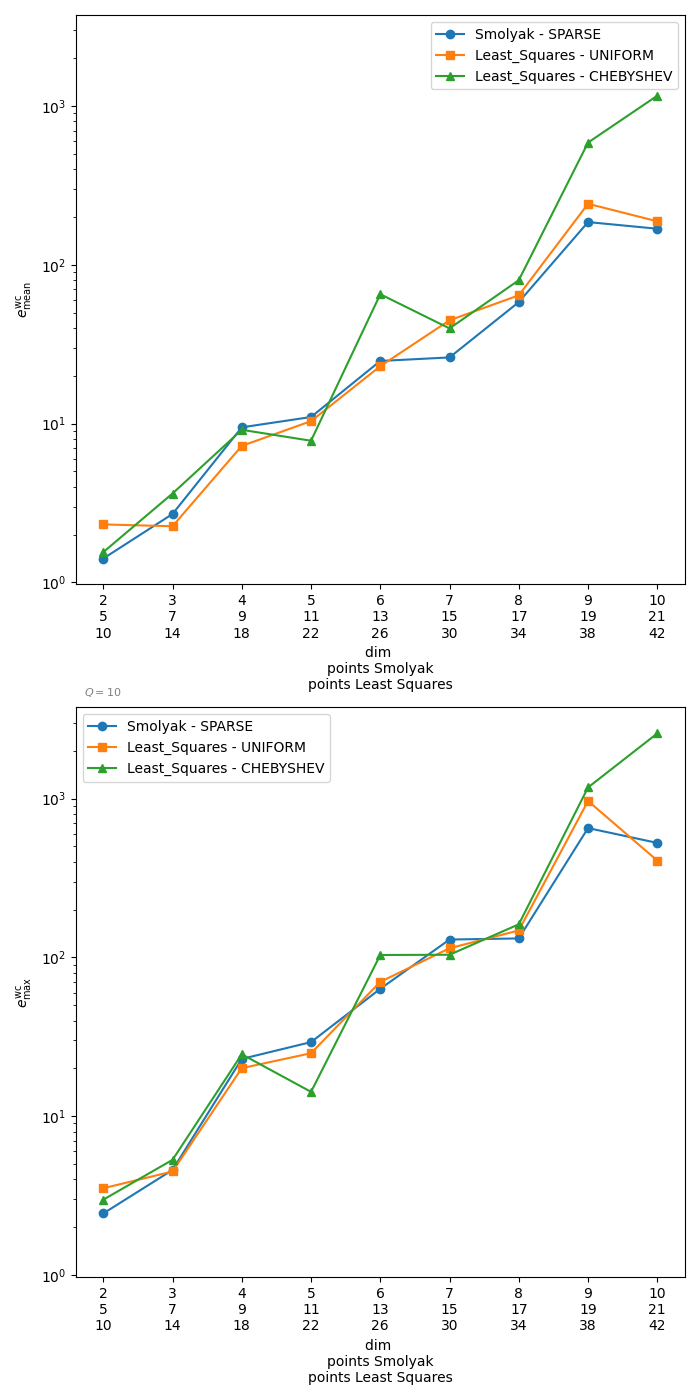 Smolyak - SPARSE
Least_Squares - UNIFORM
Least_Squares - CHEBYSHEV
10³
10²
10¹
10⁰
e^wc_mean
2 3 4 5 6 7 8 9 10
5 7 9 11 13 15 17 19 21
10 14 18 22 26 30 34 38 42
dim
points Smolyak
points Least Squares
Q = 10
Smolyak - SPARSE
Least_Squares - UNIFORM
Least_Squares - CHEBYSHEV
10³
10²
10¹
10⁰
e^wc_max
2 3 4 5 6 7 8 9 10
5 7 9 11 13 15 17 19 21
10 14 18 22 26 30 34 38 42
dim
points Smolyak
points Least Squares